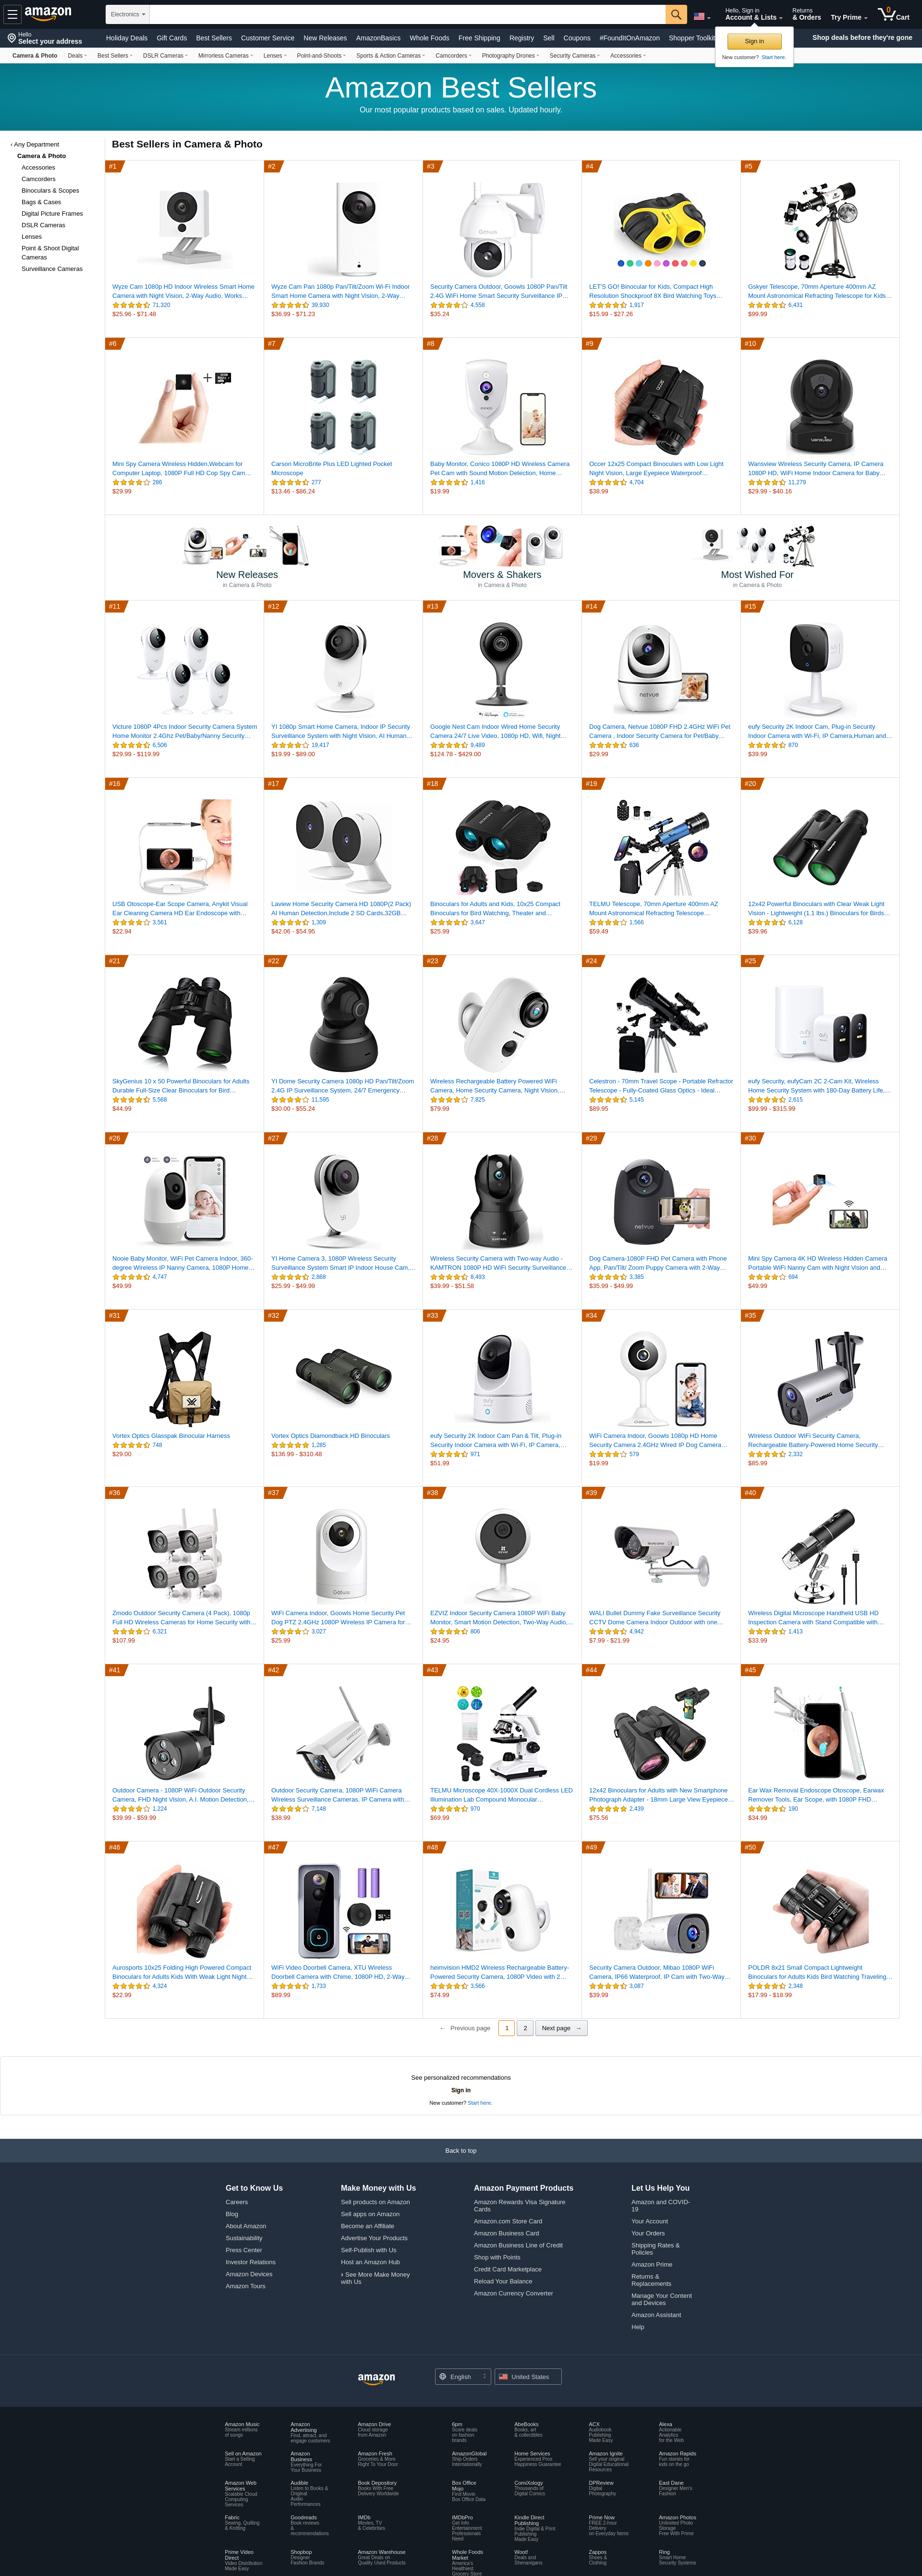 amazon
Electronics
Hello, Sign in
Account & Lists
Returns
& Orders
Try Prime
0
Cart
Hello
Select your address
Holiday Deals Gift Cards Best Sellers Customer Service New Releases AmazonBasics Whole Foods Free Shipping Registry Sell Coupons #FoundItOnAmazon Shopper Toolkit
Shop deals before they're gone
Sign in
New customer? Start here.
Camera & Photo Deals Best Sellers DSLR Cameras Mirrorless Cameras Lenses Point-and-Shoots Sports & Action Cameras Camcorders Photography Drones Security Cameras Accessories
Amazon Best Sellers
Our most popular products based on sales. Updated hourly.
‹ Any Department
Camera & Photo
Accessories
Camcorders
Binoculars & Scopes
Bags & Cases
Digital Picture Frames
DSLR Cameras
Lenses
Point & Shoot Digital
Cameras
Surveillance Cameras
Best Sellers in Camera & Photo
#1
Wyze Cam 1080p HD Indoor Wireless Smart Home
Camera with Night Vision, 2-Way Audio, Works…
71,320
$25.96 - $71.48
#2
Wyze Cam Pan 1080p Pan/Tilt/Zoom Wi-Fi Indoor
Smart Home Camera with Night Vision, 2-Way…
39,930
$36.99 - $71.23
#3
Security Camera Outdoor, Goowls 1080P Pan/Tilt
2.4G WiFi Home Smart Security Surveillance IP…
4,558
$35.24
#4
LET'S GO! Binocular for Kids, Compact High
Resolution Shockproof 8X Bird Watching Toys…
1,917
$15.99 - $27.26
#5
Gskyer Telescope, 70mm Aperture 400mm AZ
Mount Astronomical Refracting Telescope for Kids…
6,431
$99.99
#6
Mini Spy Camera Wireless Hidden,Webcam for
Computer Laptop, 1080P Full HD Cop Spy Cam…
286
$29.99
#7
Carson MicroBrite Plus LED Lighted Pocket
Microscope
277
$13.46 - $86.24
#8
Baby Monitor, Conico 1080P HD Wireless Camera
Pet Cam with Sound Motion Detection, Home…
1,416
$19.99
#9
Occer 12x25 Compact Binoculars with Low Light
Night Vision, Large Eyepiece Waterproof…
4,704
$38.99
#10
Wansview Wireless Security Camera, IP Camera
1080P HD, WiFi Home Indoor Camera for Baby…
11,279
$29.99 - $40.16
New Releases
in Camera & Photo
Movers & Shakers
in Camera & Photo
Most Wished For
in Camera & Photo
#11
Victure 1080P 4Pcs Indoor Security Camera System
Home Monitor 2.4Ghz Pet/Baby/Nanny Security…
6,506
$29.99 - $119.99
#12
YI 1080p Smart Home Camera, Indoor IP Security
Surveillance System with Night Vision, AI Human…
19,417
$19.99 - $89.00
#13
Google Nest Cam Indoor Wired Home Security
Camera 24/7 Live Video, 1080p HD, Wifi, Night…
9,489
$124.78 - $429.00
#14
netvue
Dog Camera, Netvue 1080P FHD 2.4GHz WiFi Pet
Camera , Indoor Security Camera for Pet/Baby…
636
$29.99
#15
eufy Security 2K Indoor Cam, Plug-in Security
Indoor Camera with Wi-Fi, IP Camera,Human and…
870
$39.99
#16
USB Otoscope-Ear Scope Camera, Anykit Visual
Ear Cleaning Camera HD Ear Endoscope with…
3,561
$22.94
#17
Laview Home Security Camera HD 1080P(2 Pack)
AI Human Detection.Include 2 SD Cards,32GB…
1,309
$42.06 - $54.95
#18
Binoculars for Adults and Kids, 10x25 Compact
Binoculars for Bird Watching, Theater and…
3,647
$25.99
#19
TELMU Telescope, 70mm Aperture 400mm AZ
Mount Astronomical Refracting Telescope…
1,566
$59.49
#20
12x42 Powerful Binoculars with Clear Weak Light
Vision - Lightweight (1.1 lbs.) Binoculars for Birds…
6,128
$39.96
#21
SkyGenius 10 x 50 Powerful Binoculars for Adults
Durable Full-Size Clear Binoculars for Bird…
5,568
$44.99
#22
YI Dome Security Camera 1080p HD Pan/Tilt/Zoom
2.4G IP Surveillance System, 24/7 Emergency…
11,595
$30.00 - $55.24
#23
Wireless Rechargeable Battery Powered WiFi
Camera, Home Security Camera, Night Vision,…
7,825
$79.99
#24
Celestron - 70mm Travel Scope - Portable Refractor
Telescope - Fully-Coated Glass Optics - Ideal…
5,145
$89.95
#25
eufy Security, eufyCam 2C 2-Cam Kit, Wireless
Home Security System with 180-Day Battery Life,…
2,615
$99.99 - $315.99
#26
Nooie Baby Monitor, WiFi Pet Camera Indoor, 360-
degree Wireless IP Nanny Camera, 1080P Home…
4,747
$49.99
#27
YI Home Camera 3, 1080P Wireless Security
Surveillance System Smart IP Indoor House Cam,…
2,868
$25.99 - $49.99
#28
Wireless Security Camera with Two-way Audio -
KAMTRON 1080P HD WiFi Security Surveillance…
8,493
$39.99 - $51.58
#29
netvue
Dog Camera-1080P FHD Pet Camera with Phone
App, Pan/Tilt/ Zoom Puppy Camera with 2-Way…
3,385
$35.99 - $49.99
#30
Mini Spy Camera 4K HD Wireless Hidden Camera
Portable WiFi Nanny Cam with Night Vision and…
694
$49.99
#31
Vortex Optics Glasspak Binocular Harness
748
$29.00
#32
Vortex Optics Diamondback HD Binoculars
1,285
$136.99 - $310.48
#33
eufy Security 2K Indoor Cam Pan & Tilt, Plug-in
Security Indoor Camera with Wi-Fi, IP Camera,…
971
$51.99
#34
WiFi Camera Indoor, Goowls 1080p HD Home
Security Camera 2.4GHz Wired IP Dog Camera…
579
$19.99
#35
Wireless Outdoor WiFi Security Camera,
Rechargeable Battery-Powered Home Security…
2,332
$85.99
#36
Zmodo Outdoor Security Camera (4 Pack), 1080p
Full HD Wireless Cameras for Home Security with…
6,321
$107.99
#37
WiFi Camera Indoor, Goowls Home Security Pet
Dog PTZ 2.4GHz 1080P Wireless IP Camera for…
3,027
$25.99
#38
EZVIZ Indoor Security Camera 1080P WiFi Baby
Monitor, Smart Motion Detection, Two-Way Audio,…
806
$24.95
#39
WALI Bullet Dummy Fake Surveillance Security
CCTV Dome Camera Indoor Outdoor with one…
4,942
$7.99 - $21.99
#40
Wireless Digital Microscope Handheld USB HD
Inspection Camera with Stand Compatible with…
1,413
$33.99
#41
Outdoor Camera - 1080P WiFi Outdoor Security
Camera, FHD Night Vision, A.I. Motion Detection,…
1,224
$39.99 - $59.99
#42
Outdoor Security Camera, 1080P WiFi Camera
Wireless Surveillance Cameras, IP Camera with…
7,148
$38.99
#43
TELMU Microscope 40X-1000X Dual Cordless LED
Illumination Lab Compound Monocular…
970
$69.99
#44
12x42 Binoculars for Adults with New Smartphone
Photograph Adapter - 18mm Large View Eyepiece…
2,439
$75.56
#45
Ear Wax Removal Endoscope Otoscope, Earwax
Remover Tools, Ear Scope, with 1080P FHD…
190
$34.99
#46
Aurosports 10x25 Folding High Powered Compact
Binoculars for Adults Kids With Weak Light Night…
4,324
$22.99
#47
WiFi Video Doorbell Camera, XTU Wireless
Doorbell Camera with Chime, 1080P HD, 2-Way…
1,733
$89.99
#48
heimvision HMD2 Wireless Rechargeable Battery-
Powered Security Camera, 1080P Video with 2…
3,566
$74.99
#49
Security Camera Outdoor, Mibao 1080P WiFi
Camera, IP66 Waterproof, IP Cam with Two-Way…
3,087
$39.99
#50
POLDR 8x21 Small Compact Lightweight
Binoculars for Adults Kids Bird Watching Traveling…
2,348
$17.99 - $18.99
← Previous page 1 2 Next page →
See personalized recommendations
Sign in
New customer? Start here.
Back to top
Get to Know Us
Careers
Blog
About Amazon
Sustainability
Press Center
Investor Relations
Amazon Devices
Amazon Tours
Make Money with Us
Sell products on Amazon
Sell apps on Amazon
Become an Affiliate
Advertise Your Products
Self-Publish with Us
Host an Amazon Hub
› See More Make Money
with Us
Amazon Payment Products
Amazon Rewards Visa Signature
Cards
Amazon.com Store Card
Amazon Business Card
Amazon Business Line of Credit
Shop with Points
Credit Card Marketplace
Reload Your Balance
Amazon Currency Converter
Let Us Help You
Amazon and COVID-
19
Your Account
Your Orders
Shipping Rates &
Policies
Amazon Prime
Returns &
Replacements
Manage Your Content
and Devices
Amazon Assistant
Help
amazon
English
United States
Amazon Music
Stream millions
of songs
Amazon
Advertising
Find, attract, and
engage customers
Amazon Drive
Cloud storage
from Amazon
6pm
Score deals
on fashion
brands
AbeBooks
Books, art
& collectibles
ACX
Audiobook
Publishing
Made Easy
Alexa
Actionable
Analytics
for the Web
Sell on Amazon
Start a Selling
Account
Amazon
Business
Everything For
Your Business
Amazon Fresh
Groceries & More
Right To Your Door
AmazonGlobal
Ship Orders
Internationally
Home Services
Experienced Pros
Happiness Guarantee
Amazon Ignite
Sell your original
Digital Educational
Resources
Amazon Rapids
Fun stories for
kids on the go
Amazon Web
Services
Scalable Cloud
Computing
Services
Audible
Listen to Books &
Original
Audio
Performances
Book Depository
Books With Free
Delivery Worldwide
Box Office
Mojo
Find Movie
Box Office Data
ComiXology
Thousands of
Digital Comics
DPReview
Digital
Photography
East Dane
Designer Men's
Fashion
Fabric
Sewing, Quilting
& Knitting
Goodreads
Book reviews
&
recommendations
IMDb
Movies, TV
& Celebrities
IMDbPro
Get Info
Entertainment
Professionals
Need
Kindle Direct
Publishing
Indie Digital & Print
Publishing
Made Easy
Prime Now
FREE 2-hour
Delivery
on Everyday Items
Amazon Photos
Unlimited Photo
Storage
Free With Prime
Prime Video
Direct
Video Distribution
Made Easy
Shopbop
Designer
Fashion Brands
Amazon Warehouse
Great Deals on
Quality Used Products
Whole Foods
Market
America's
Healthiest
Grocery Store
Woot!
Deals and
Shenanigans
Zappos
Shoes &
Clothing
Ring
Smart Home
Security Systems